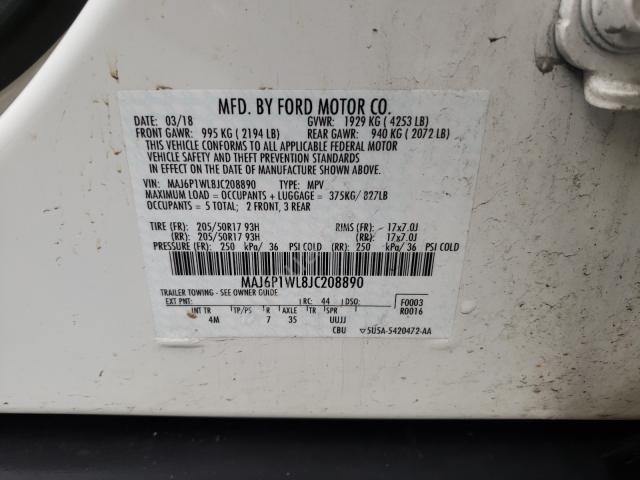 MFD. BY FORD MOTOR CO.
DATE: 03/18 GVWR: 1929 KG ( 4253 LB)
FRONT GAWR: 995 KG ( 2194 LB) REAR GAWR: 940 KG ( 2072 LB)
THIS VEHICLE CONFORMS TO ALL APPLICABLE FEDERAL MOTOR
VEHICLE SAFETY AND THEFT PREVENTION STANDARDS
IN EFFECT ON THE DATE OF MANUFACTURE SHOWN ABOVE.
VIN: MAJ6P1WL8JC208890 TYPE: MPV
MAXIMUM LOAD = OCCUPANTS + LUGGAGE = 375KG/ 827LB
OCCUPANTS = 5 TOTAL; 2 FRONT, 3 REAR
TIRE (FR): 205/50R17 93H RIMS (FR): 17x7.0J
(RR): 205/50R17 93H (RR): 17x7.0J
PRESSURE (FR): 250 kPa/ 36 PSI COLD (RR): 250 kPa/ 36 PSI COLD
MAJ6P1WL8JC208890
TRAILER TOWING - SEE OWNER GUIDE
EXT PNT: RC: 44 DSO: F0003
INT TR TP/PS R AXLE TR SPR R0016
4M 7 35 UUJJ
CBU 5U5A-5420472-AA